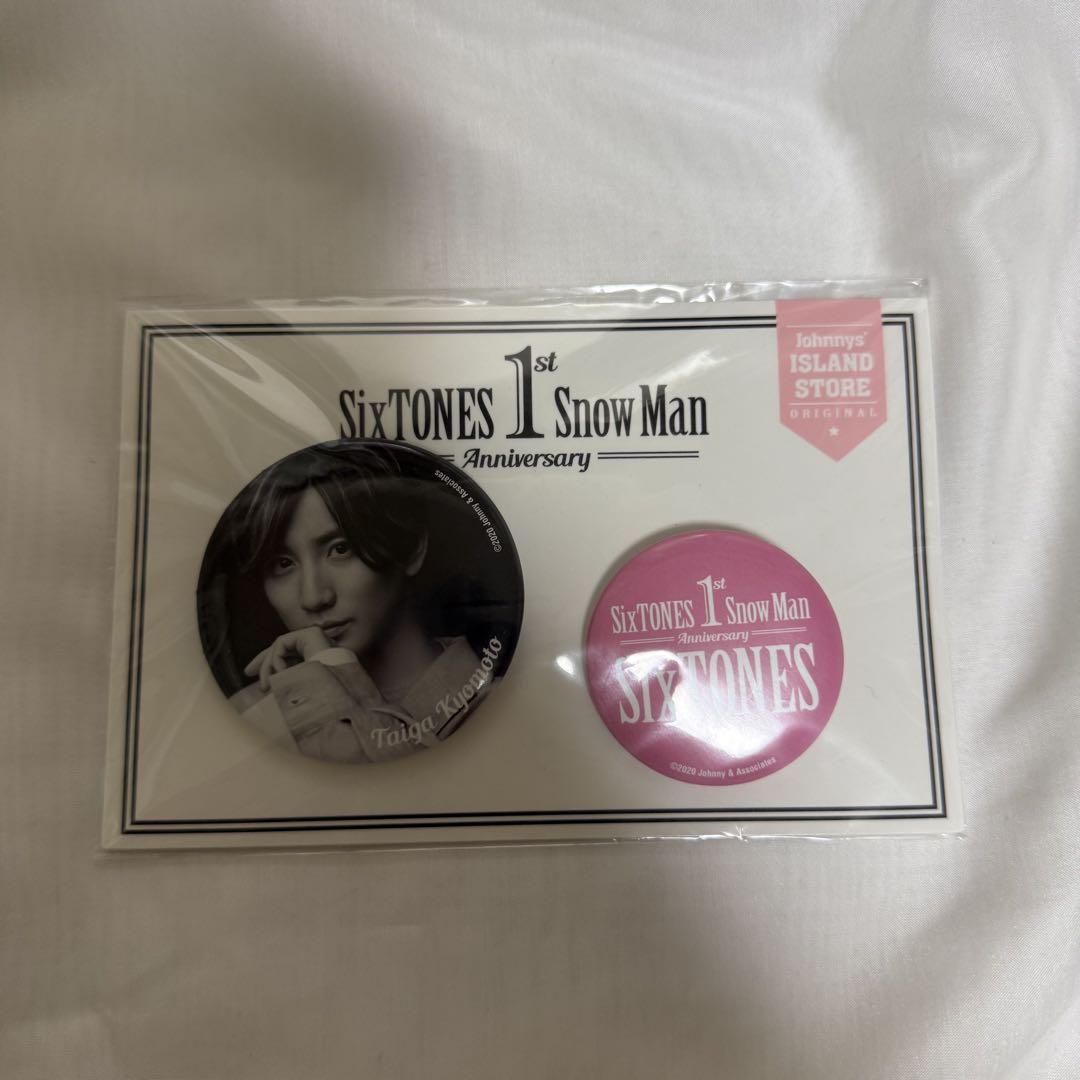 SixTONES 1st Snow Man
Anniversary
Johnnys'
ISLAND
STORE
ORIGINAL
©2020 Johnny & Associates
Taiga Kyomoto
SixTONES 1st Snow Man
Anniversary
SixTONES
©2020 Johnny & Associates